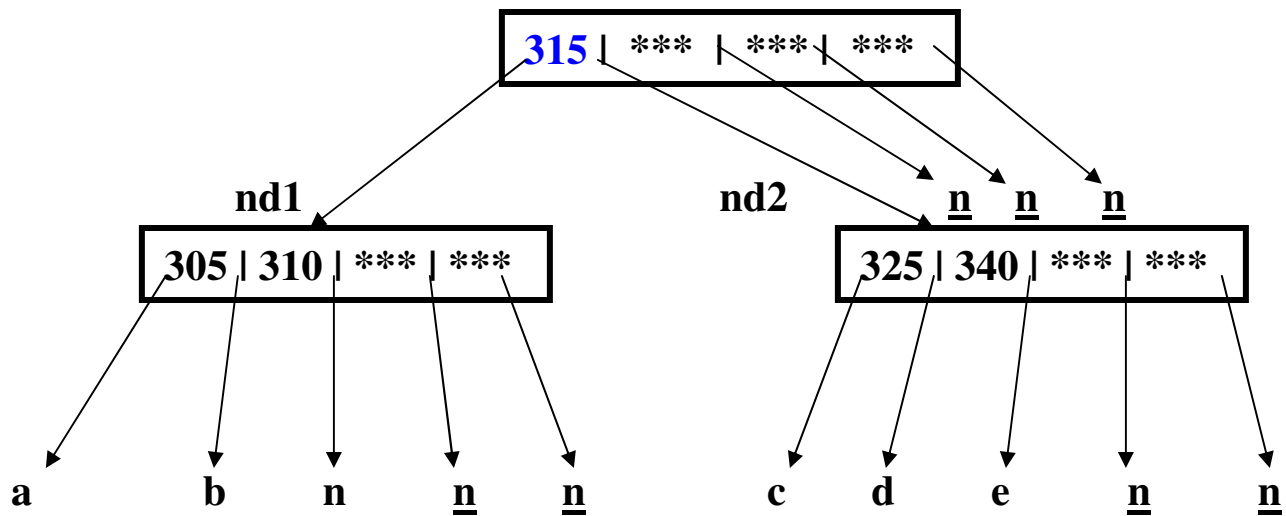 315 | *** | *** | ***
nd1 nd2 n n n
305 | 310 | *** | ***
325 | 340 | *** | ***
a b n n n c d e n n